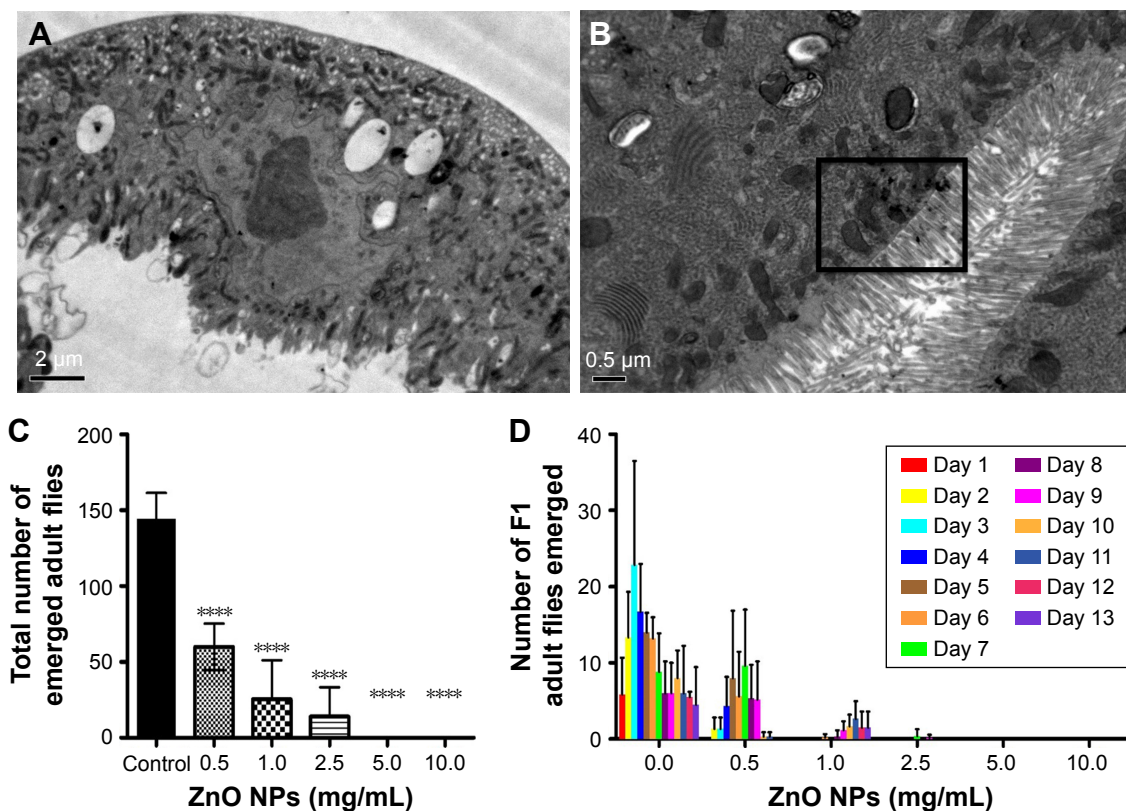 A
2 µm
B
0.5 µm
C
Total number of
emerged adult flies
200
150
100
50
0
****
****
****
****
****
Control
0.5
1.0
2.5
5.0
10.0
ZnO NPs (mg/mL)
D
Number of F1
adult flies emerged
40
30
20
10
0
0.0
0.5
1.0
2.5
5.0
10.0
ZnO NPs (mg/mL)
Day 1
Day 2
Day 3
Day 4
Day 5
Day 6
Day 7
Day 8
Day 9
Day 10
Day 11
Day 12
Day 13